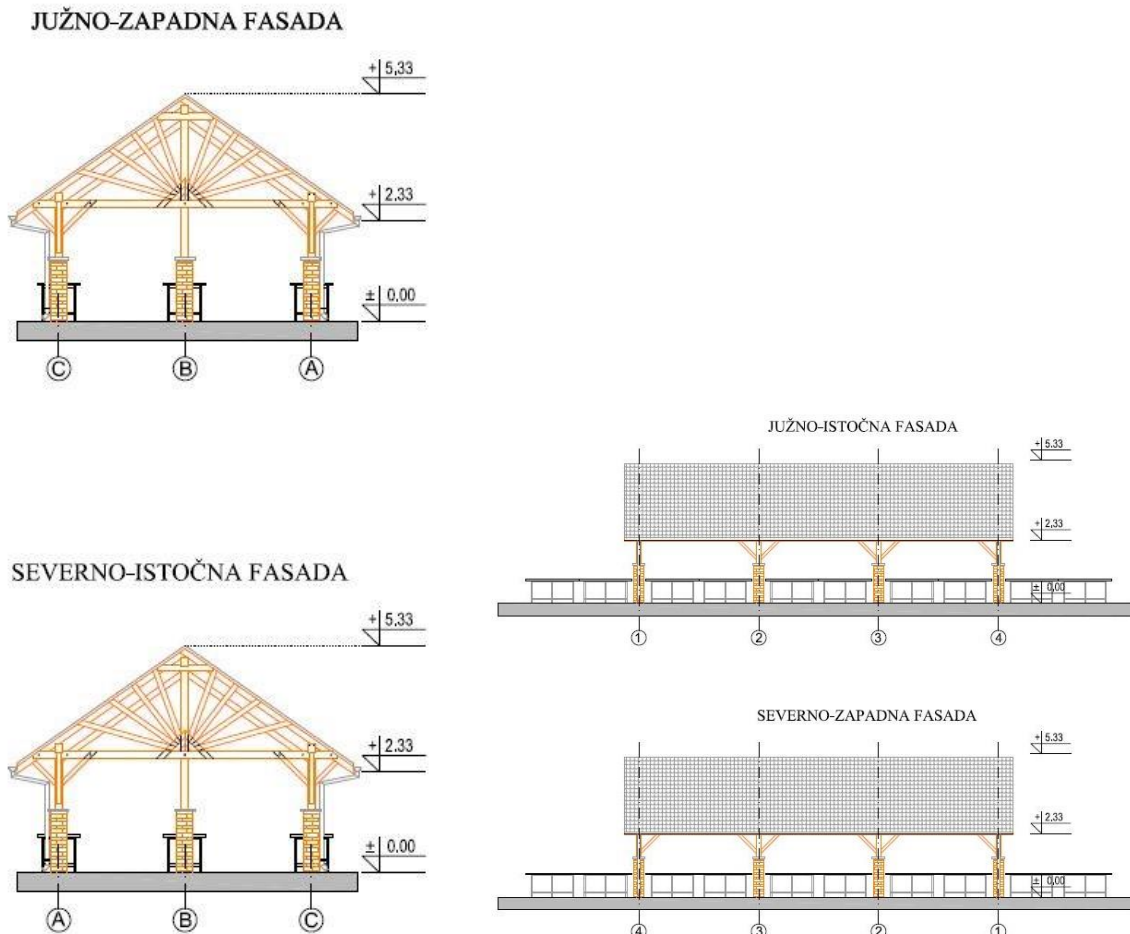 JUŽNO-ZAPADNA FASADA
+ 5,33
+ 2.33
± 0,00
C B A
JUŽNO-ISTOČNA FASADA
+ 5.33
+ 2,33
± 0,00
1 2 3 4
SEVERNO-ISTOČNA FASADA
+ 5,33
+ 2.33
± 0.00
A B C
SEVERNO-ZAPADNA FASADA
+ 5.33
+ 2,33
± 0,00
4 3 2 1